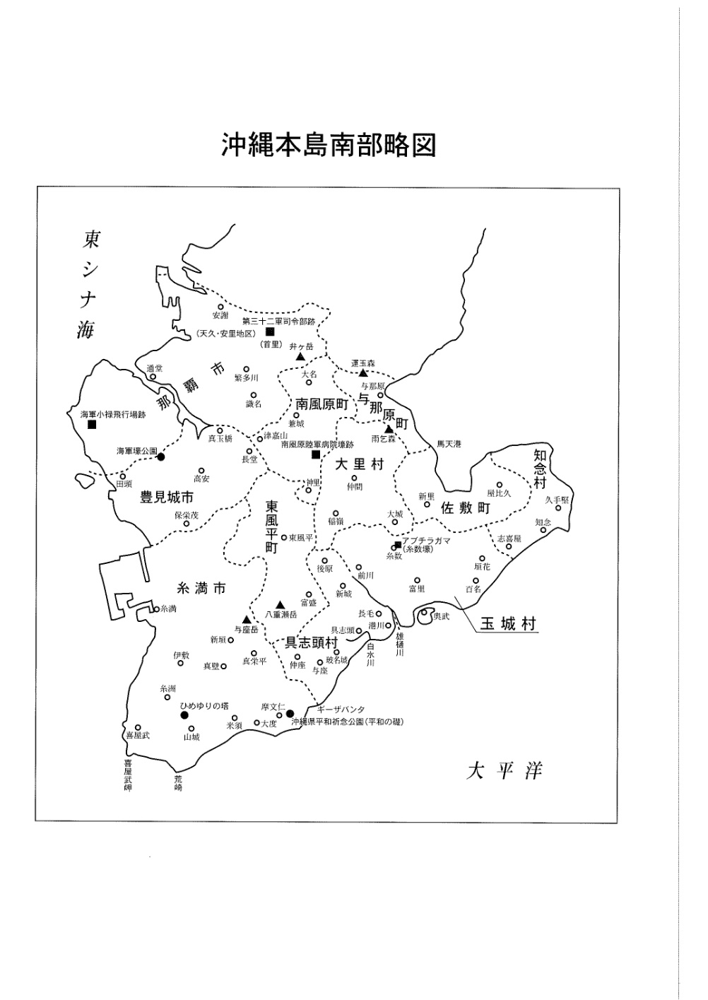 沖縄本島南部略図
東シナ海
安謝
第三十二軍司令部跡
(天久・安里地区)
(首里)
弁ヶ岳
運玉森
通堂
繁多川
大名
与那原
那覇市
識名
南風原町
与那原町
海軍小禄飛行場跡
兼城
雨乞森
真玉橋
津嘉山
南風原陸軍病院壕跡
馬天港
海軍壕公園
長堂
大里村
知念村
田頭
高安
神里
仲間
屋比久
豊見城市
新里
久手堅
東風平町
佐敷町
保栄茂
稲嶺
大城
知念
東風平
アブチラガマ
(糸数壕)
糸数
志喜屋
後原
前川
垣花
糸満市
新城
富里
百名
富盛
糸満
八重瀬岳
長毛
奥武
与座岳
具志頭
港川
玉城村
新垣
具志頭村
雄樋川
伊敷
真壁
真栄平
仲座
与座
玻名城
白水川
糸洲
ひめゆりの塔
摩文仁
ギーザバンタ
米須
大度
沖縄県平和祈念公園(平和の礎)
喜屋武
山城
喜屋武岬
荒崎
大平洋